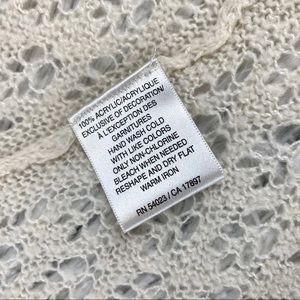 100% ACRYLIC/ACRYLIQUE
EXCLUSIVE OF DECORATION/
A L'EXCEPTION DES
GARNITURES
HAND WASH COLD
WITH LIKE COLORS
ONLY NON-CHLORINE
BLEACH WHEN NEEDED
RESHAPE AND DRY FLAT
WARM IRON
RN 54023 / CA 17897